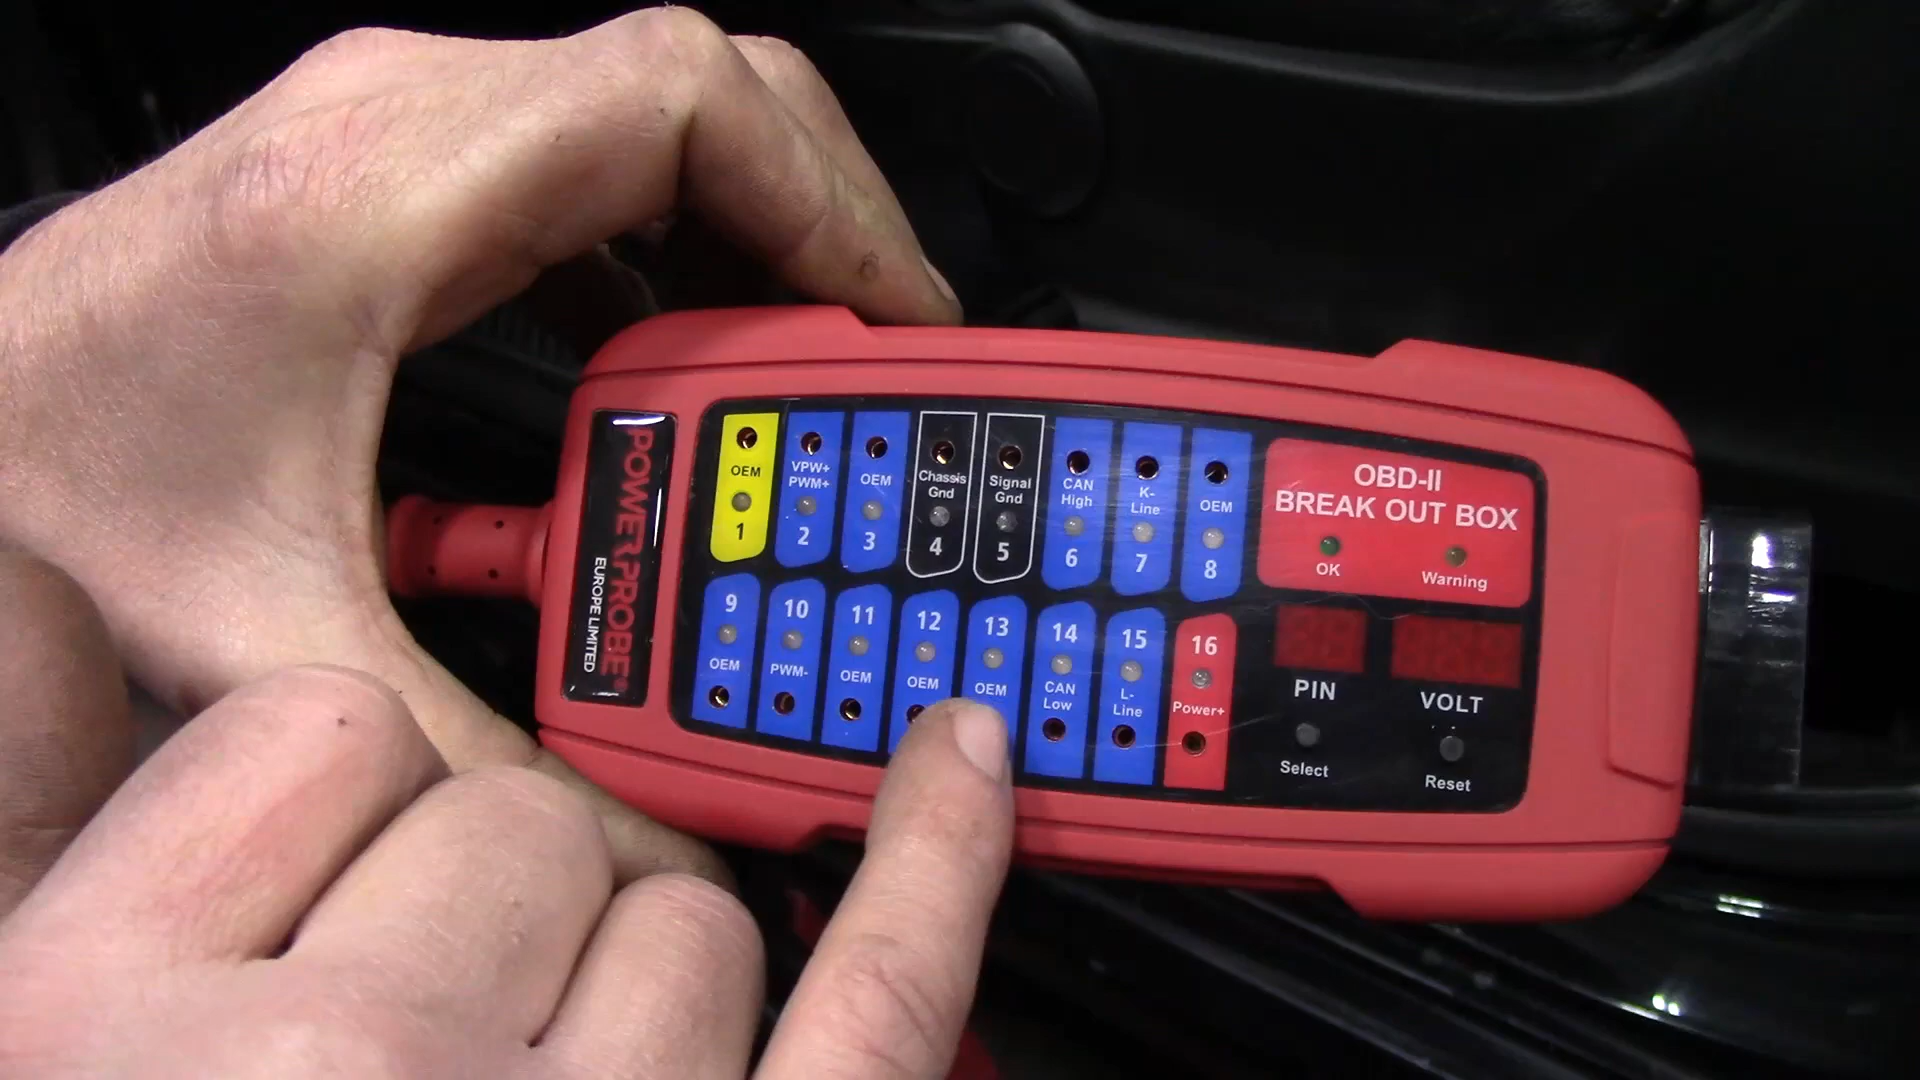 POWERPROBE®
EUROPE LIMITED
OEM
1
VPW+
PWM+
2
OEM
3
Chassis
Gnd
4
Signal
Gnd
5
CAN
High
6
K-
Line
7
OEM
8
9
OEM
10
PWM-
11
OEM
12
OEM
13
OEM
14
CAN
Low
15
L-
Line
16
Power+
OBD-II
BREAK OUT BOX
OK
Warning
PIN
Select
VOLT
Reset